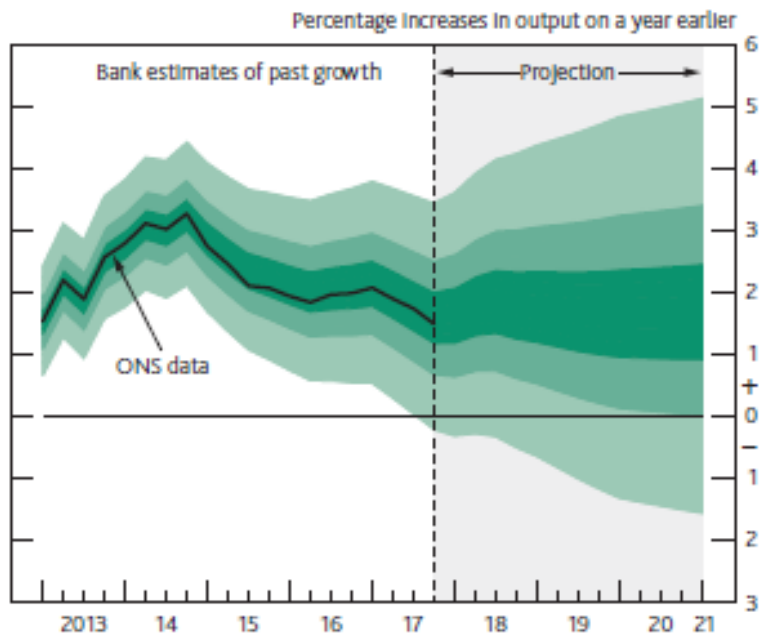 Percentage increases in output on a year earlier
6
Bank estimates of past growth
Projection
5
4
3
2
ONS data
1
+
0
–
1
2
3
2013 14 15 16 17 18 19 20 21